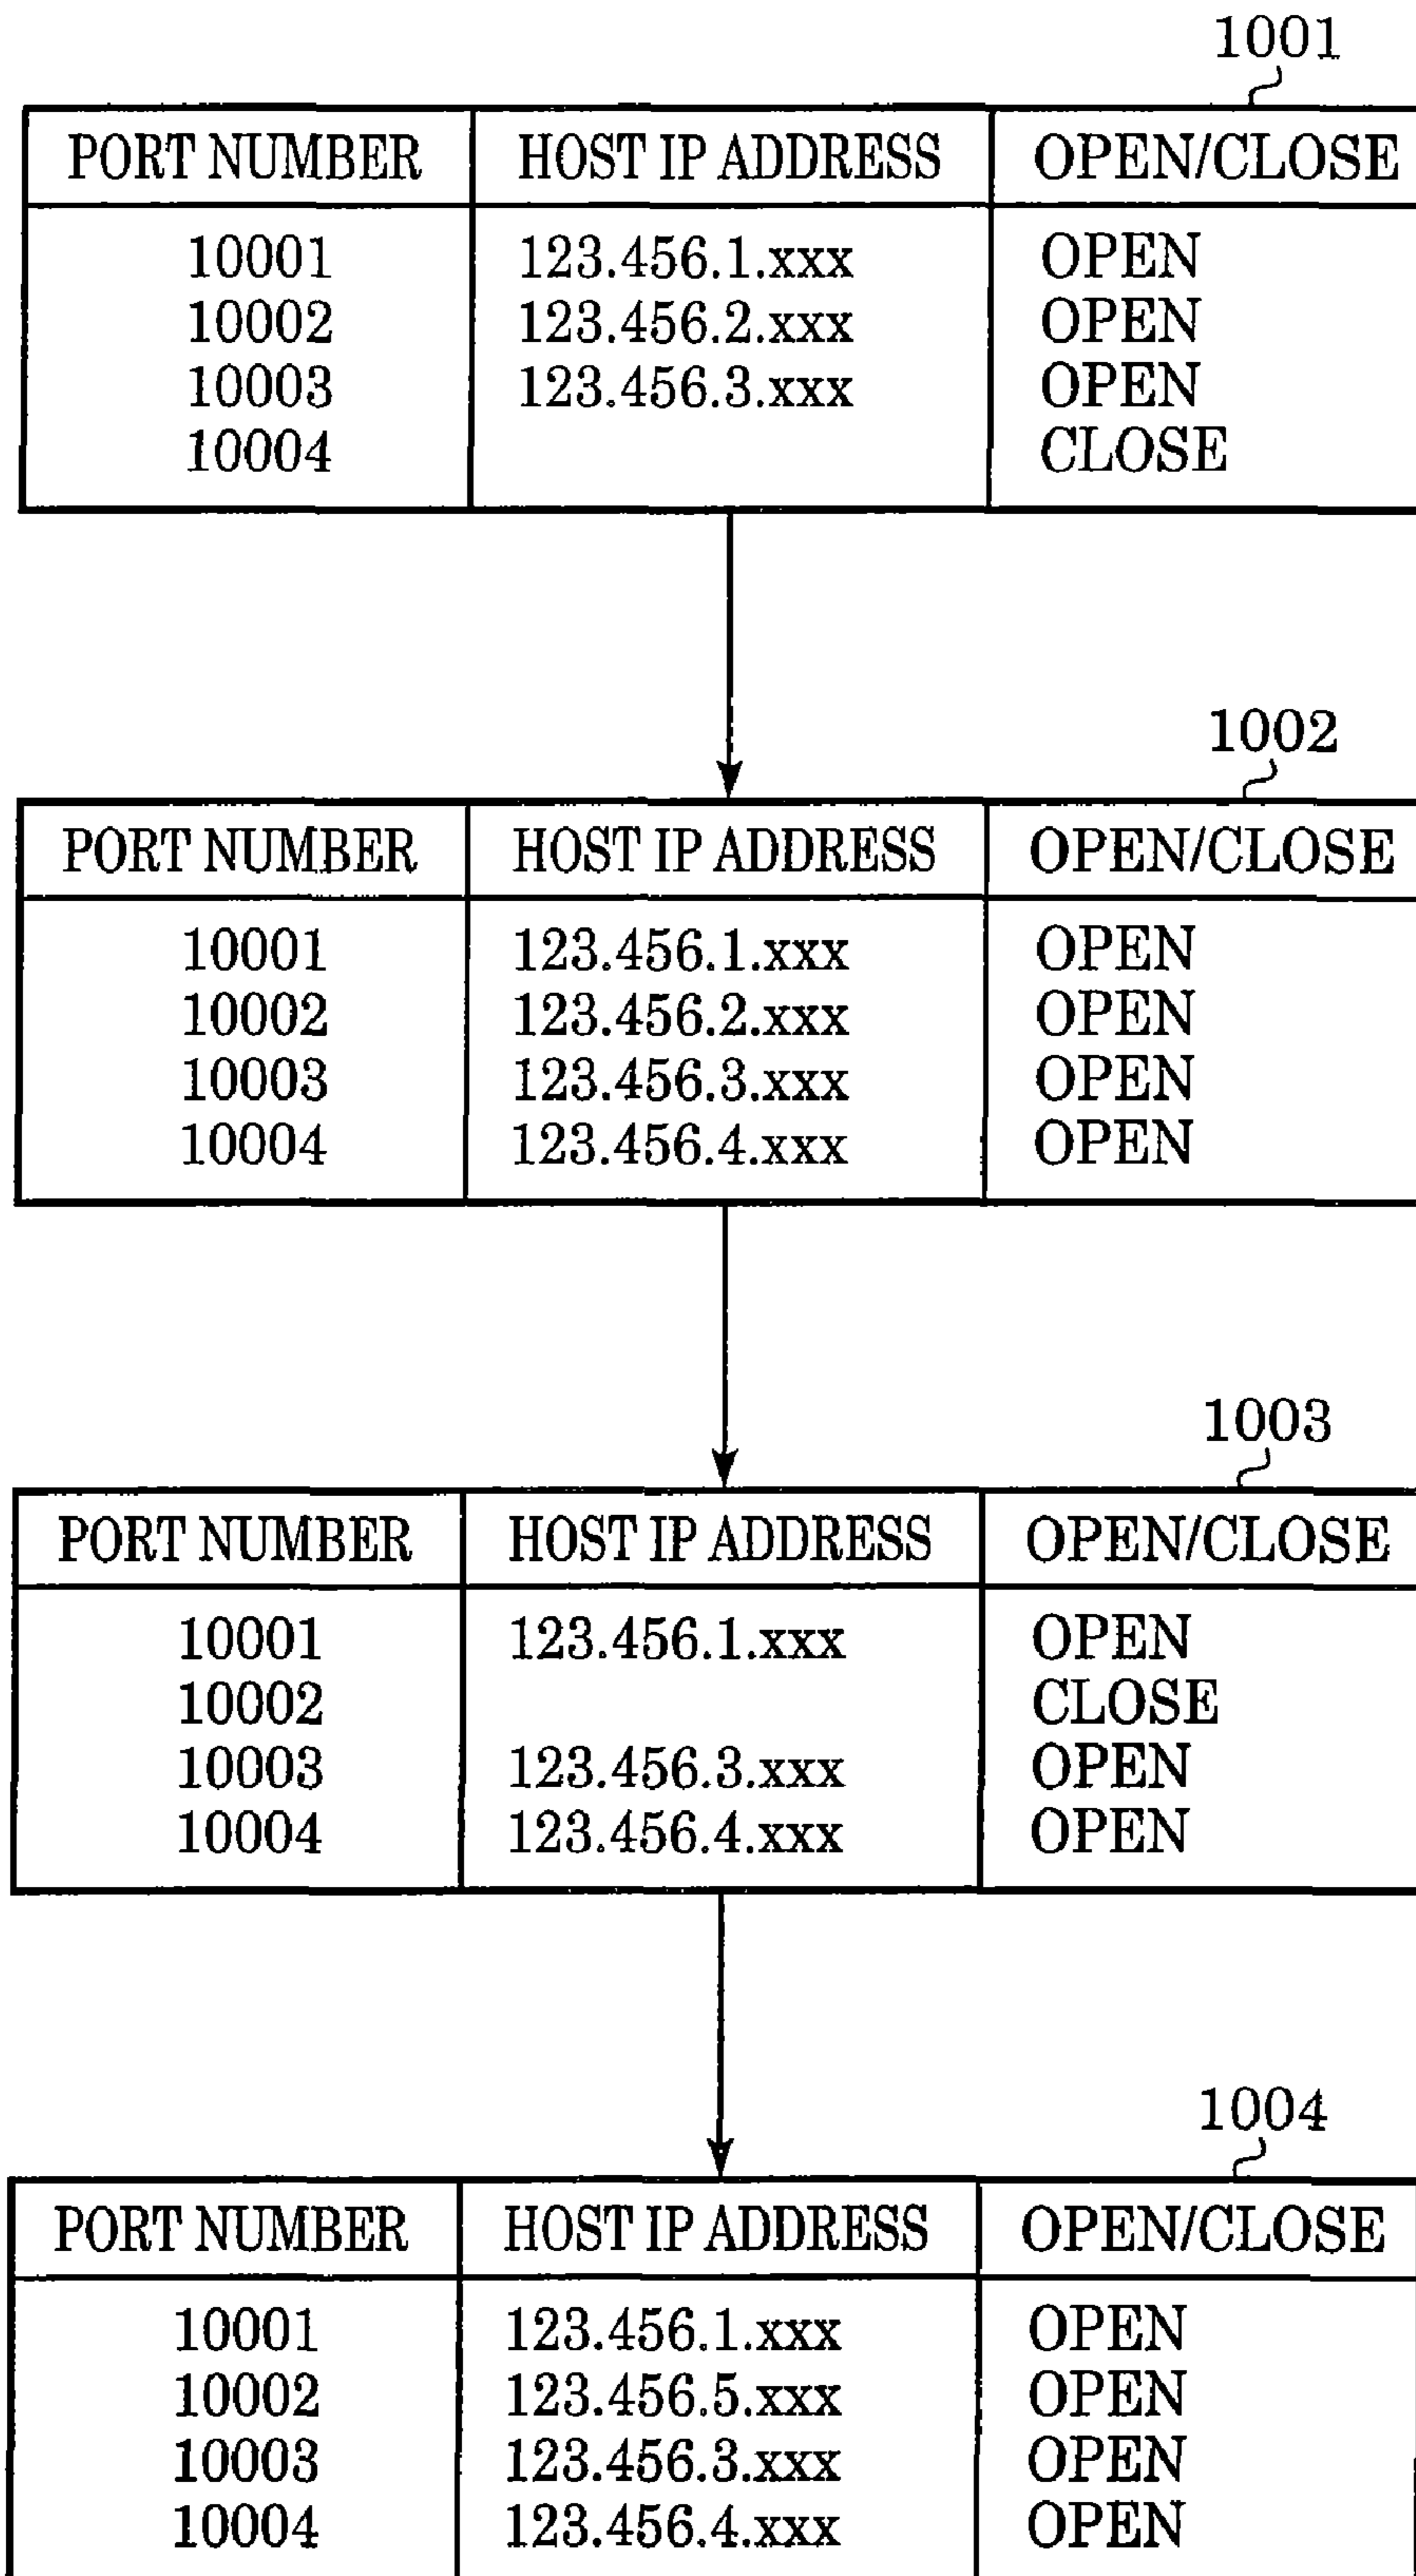 1001
PORT NUMBER HOST IP ADDRESS OPEN/CLOSE
10001 123.456.1.xxx OPEN
10002 123.456.2.xxx OPEN
10003 123.456.3.xxx OPEN
10004 CLOSE
1002
PORT NUMBER HOST IP ADDRESS OPEN/CLOSE
10001 123.456.1.xxx OPEN
10002 123.456.2.xxx OPEN
10003 123.456.3.xxx OPEN
10004 123.456.4.xxx OPEN
1003
PORT NUMBER HOST IP ADDRESS OPEN/CLOSE
10001 123.456.1.xxx OPEN
10002 CLOSE
10003 123.456.3.xxx OPEN
10004 123.456.4.xxx OPEN
1004
PORT NUMBER HOST IP ADDRESS OPEN/CLOSE
10001 123.456.1.xxx OPEN
10002 123.456.5.xxx OPEN
10003 123.456.3.xxx OPEN
10004 123.456.4.xxx OPEN